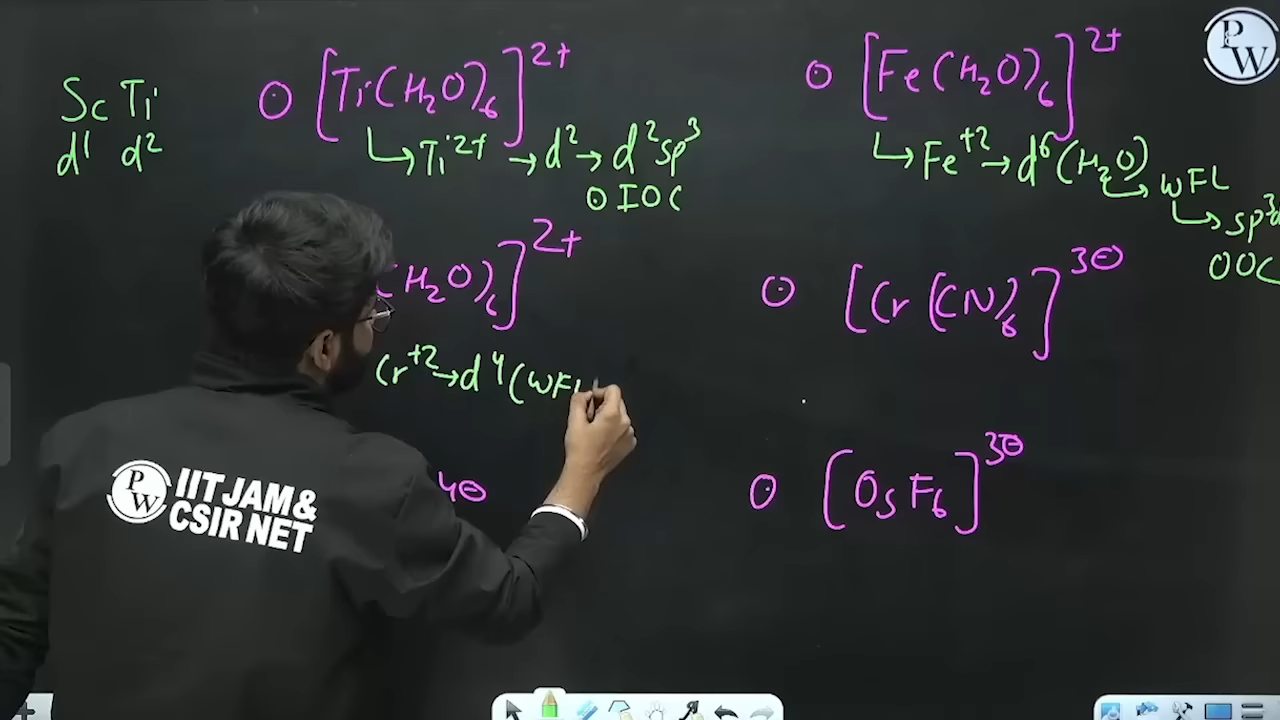 PW
Sc Ti
d¹ d²
⊙ [Ti(H₂O)₆]²⁺
↳ Ti²⁺ → d² → d²sp³
⊙ IOC
⊙ [Fe(H₂O)₆]²⁺
↳ Fe⁺² → d⁶ (H₂O)
↳ WFL
↳ sp³d
OOC
(H₂O)₆]²⁺
Cr⁺² → d⁴ (WFL
⊙ [Cr(CN)₆]³⊖
4⊖
⊙ [OsF₆]³⊖
PW IIT JAM &
CSIR NET